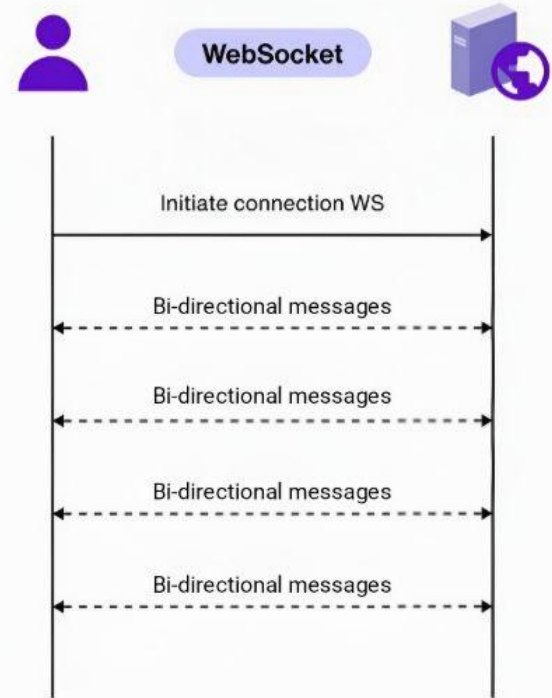 WebSocket
Initiate connection WS
Bi-directional messages
Bi-directional messages
Bi-directional messages
Bi-directional messages